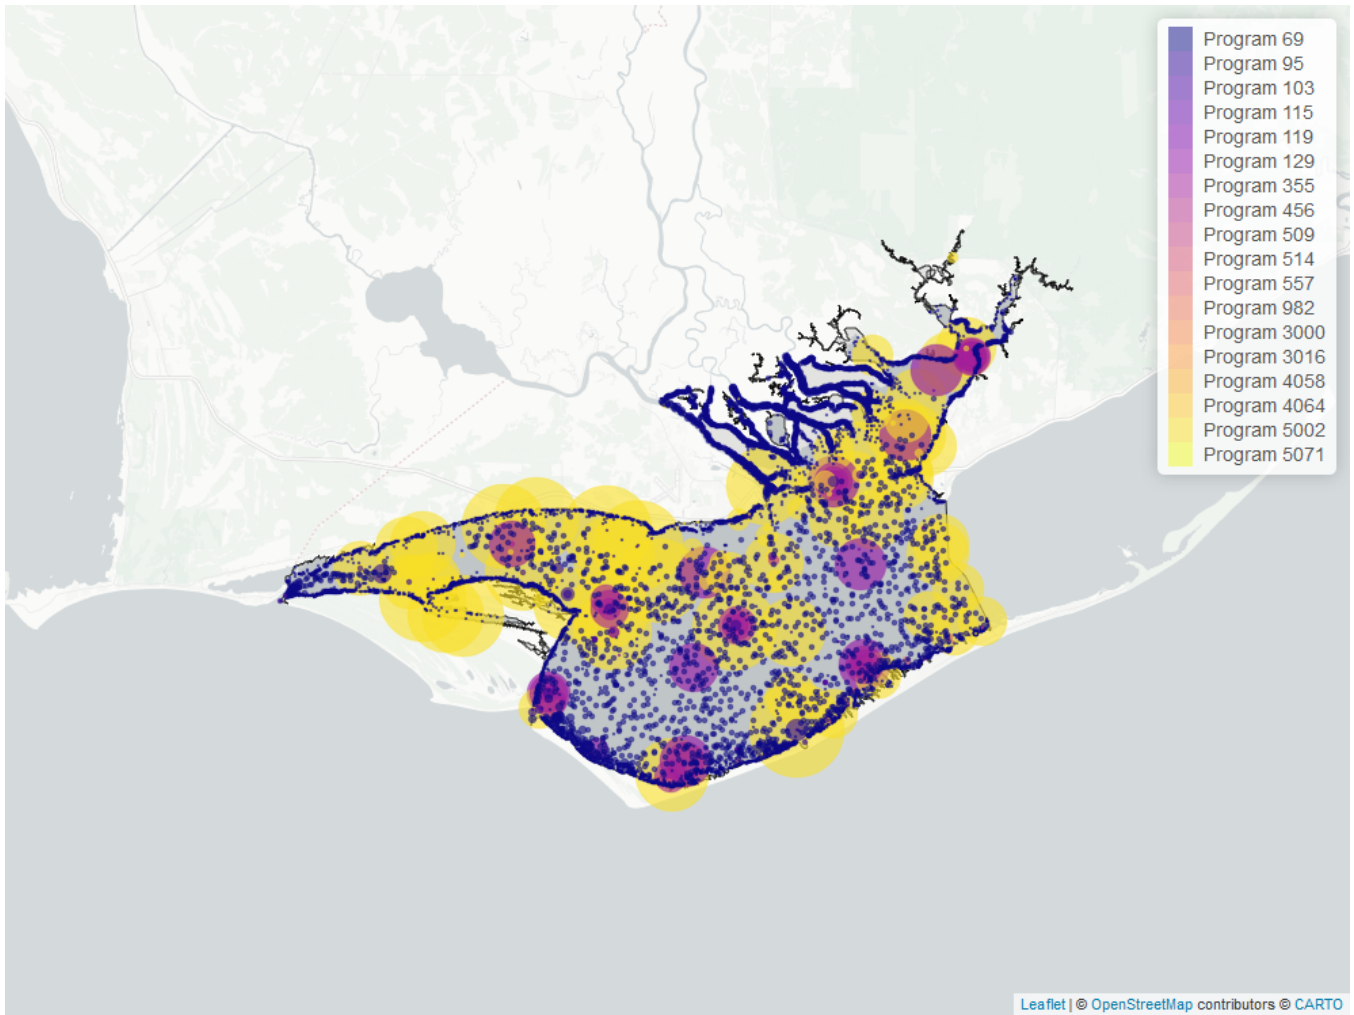 Program 69
Program 95
Program 103
Program 115
Program 119
Program 129
Program 355
Program 456
Program 509
Program 514
Program 557
Program 982
Program 3000
Program 3016
Program 4058
Program 4064
Program 5002
Program 5071
Leaflet | © OpenStreetMap contributors © CARTO